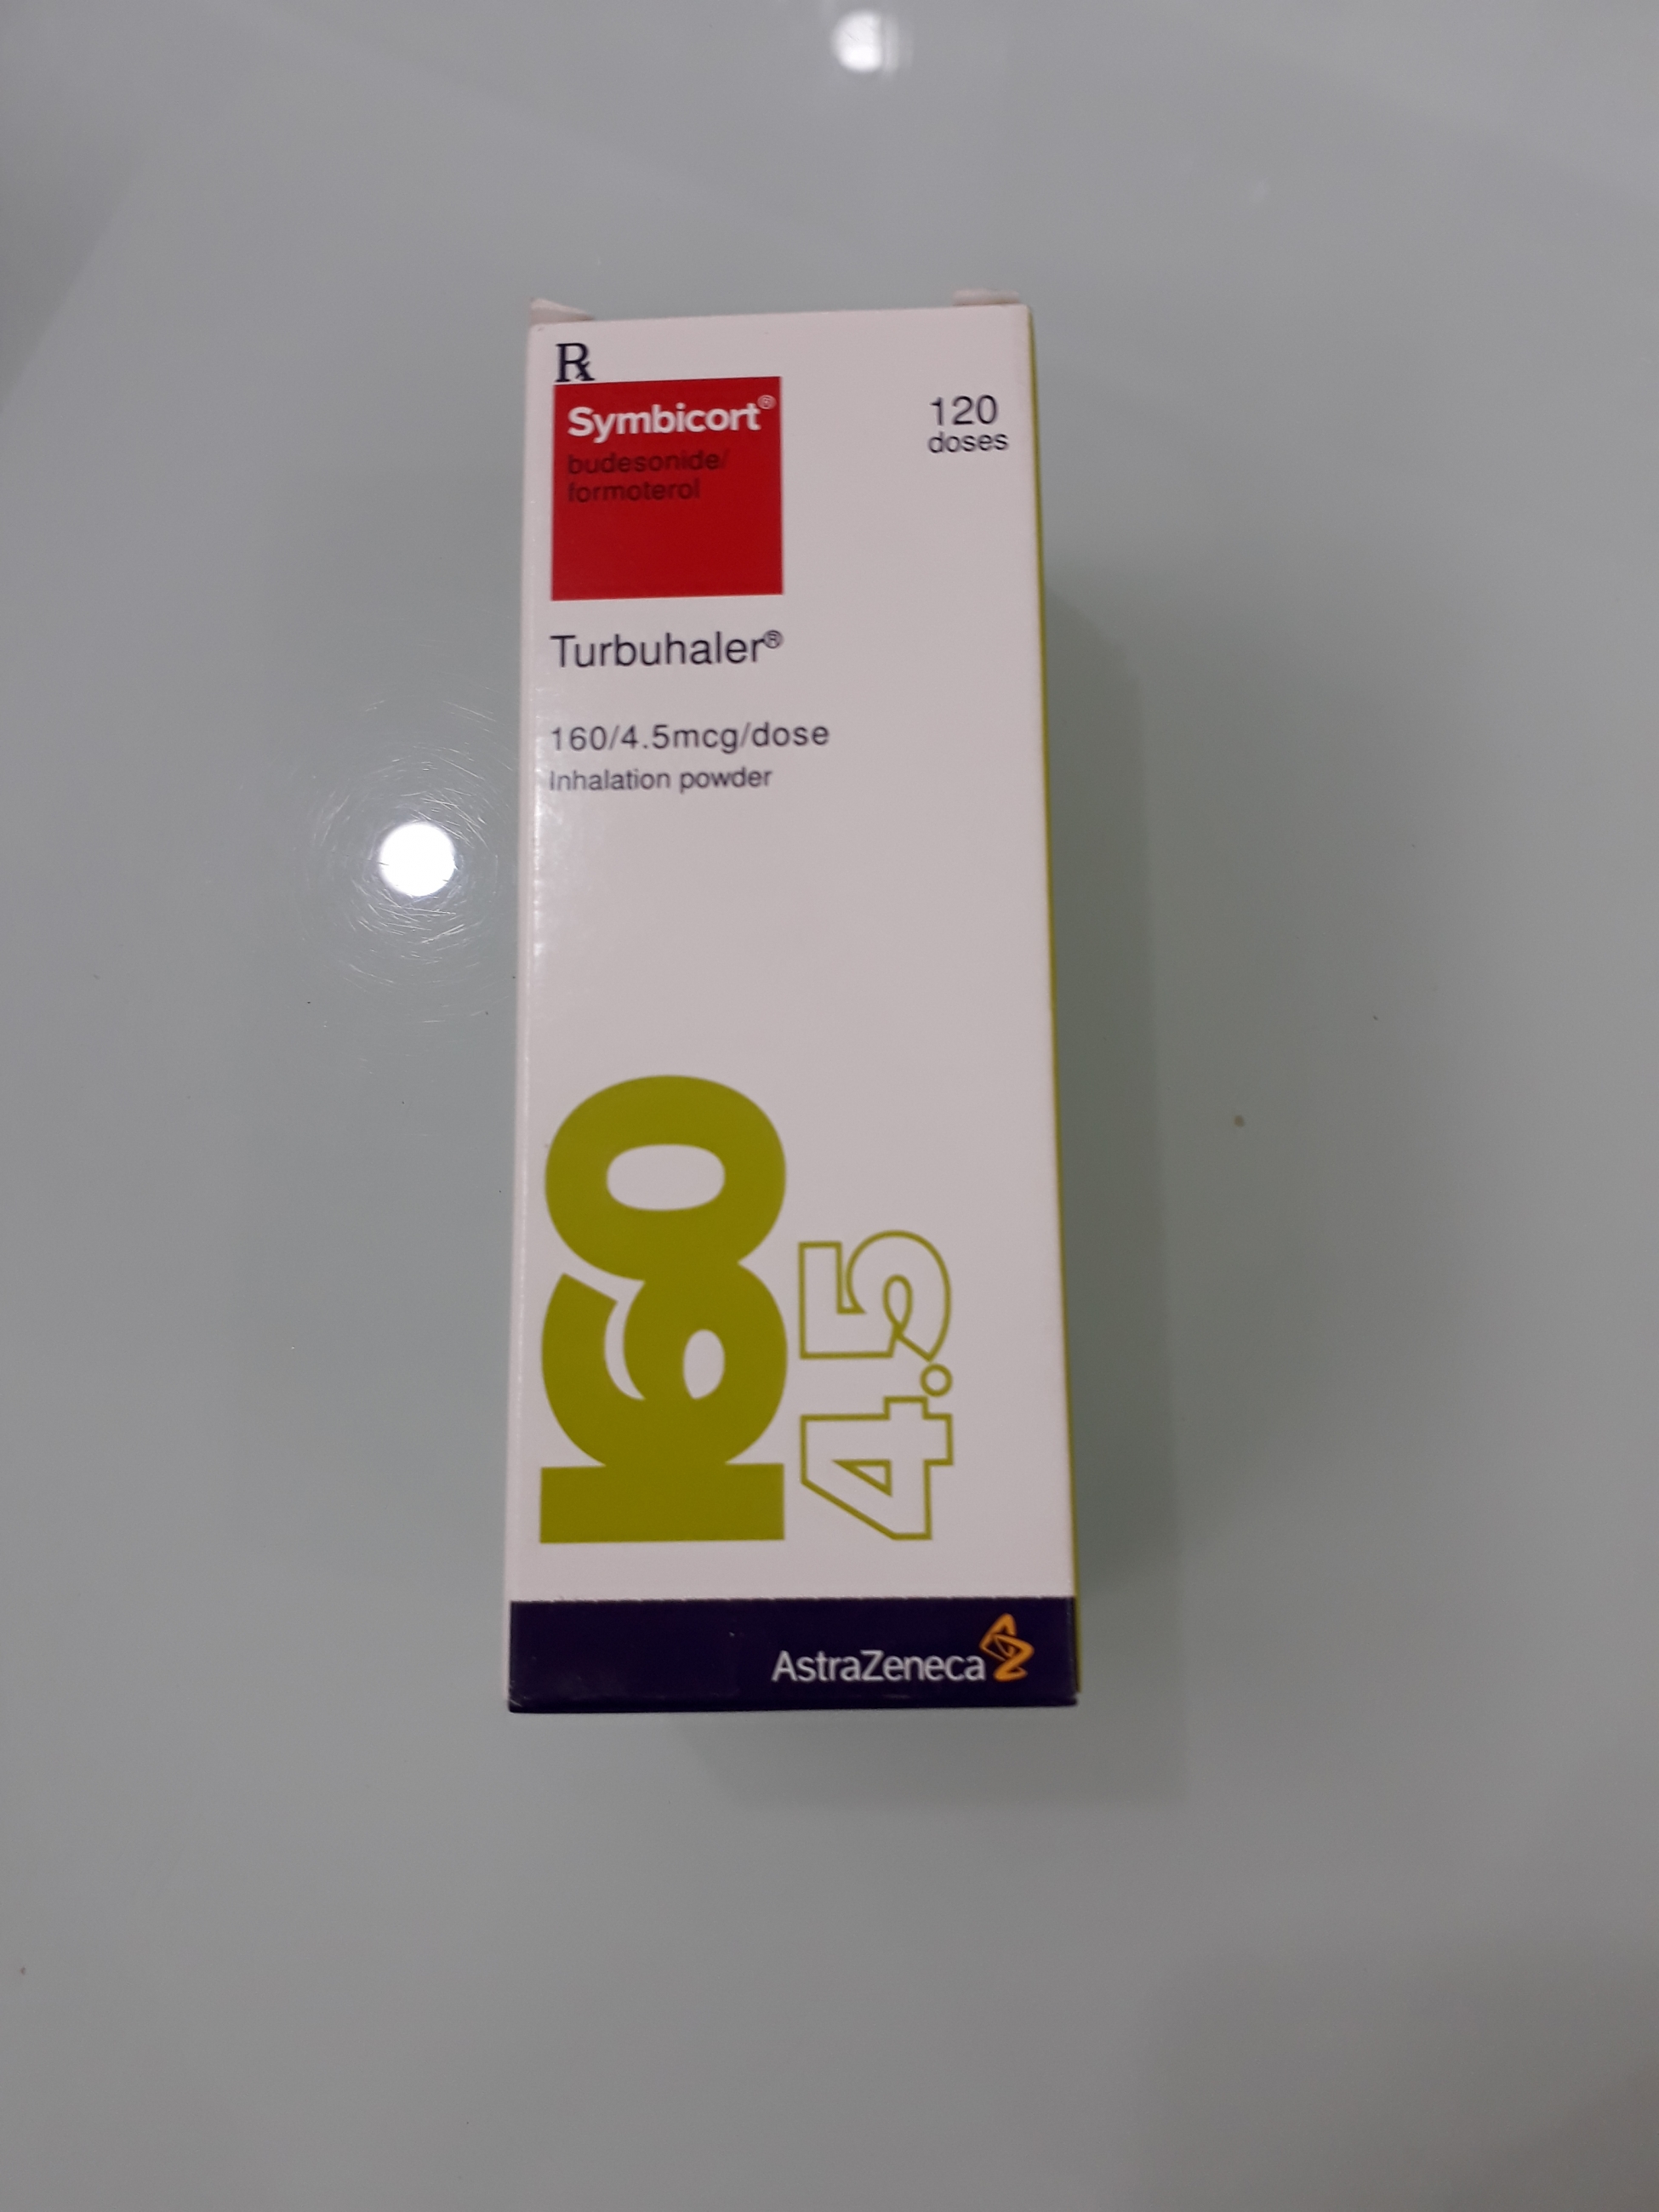 ℞
Symbicort®
budesonide/
formoterol
120
doses
Turbuhaler®
160/4.5mcg/dose
Inhalation powder
160
4.5
AstraZeneca